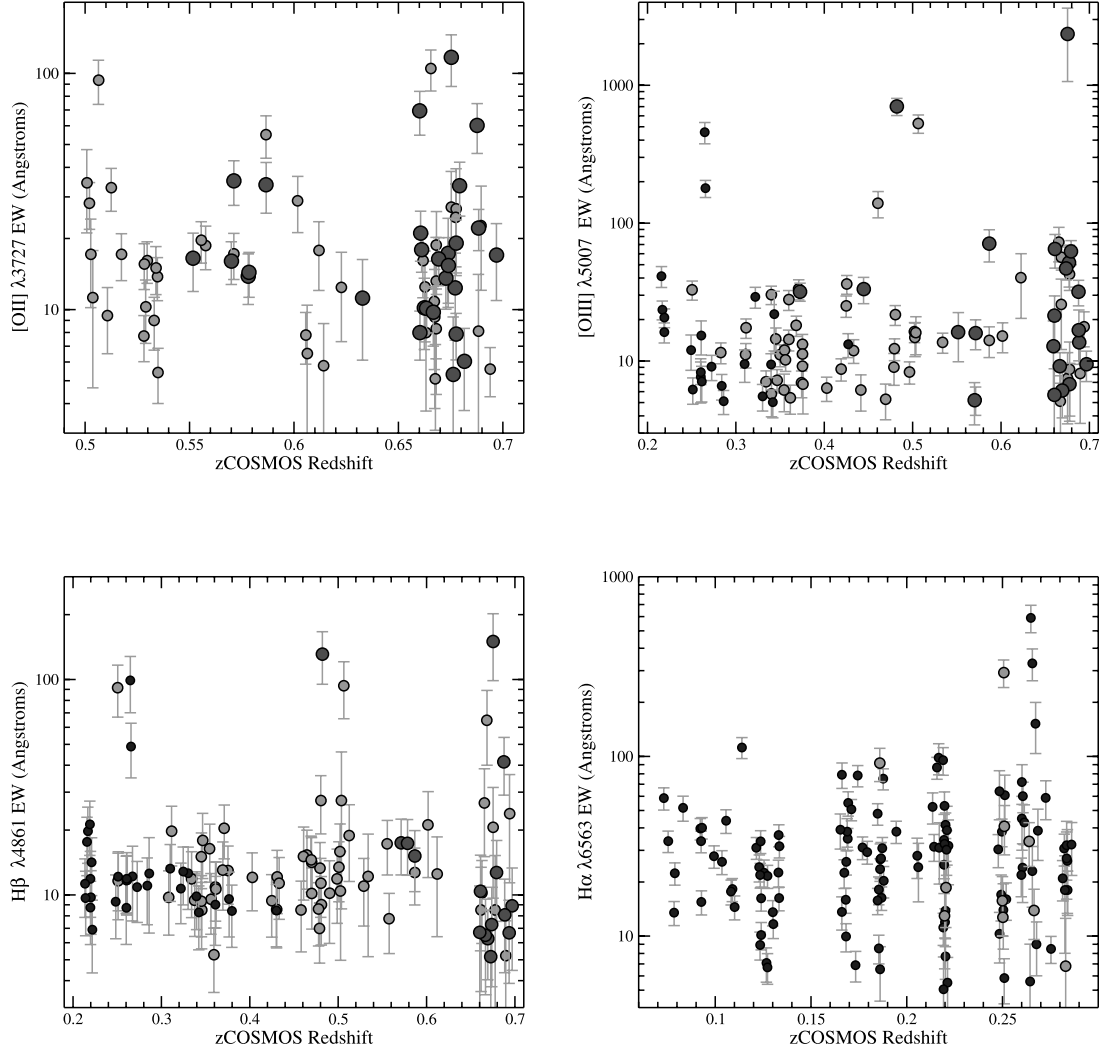 100
10
[OII] λ3727 EW (Angstroms)
0.5 0.55 0.6 0.65 0.7
zCOSMOS Redshift
1000
100
10
[OIII] λ5007 EW (Angstroms)
0.2 0.3 0.4 0.5 0.6 0.7
zCOSMOS Redshift
100
10
Hβ λ4861 EW (Angstroms)
0.2 0.3 0.4 0.5 0.6 0.7
zCOSMOS Redshift
1000
100
10
Hα λ6563 EW (Angstroms)
0.1 0.15 0.2 0.25
zCOSMOS Redshift